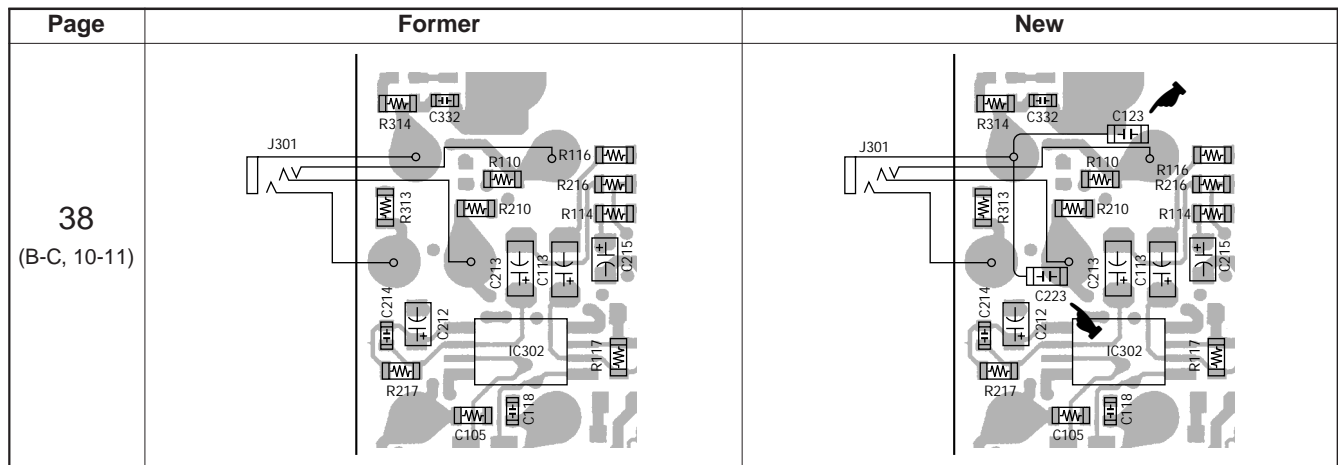 Page
Former
New
38
(B-C, 10-11)
R314
C332
J301
R110
R116
R216
R313
R210
R114
C213
C113
C215
C214
C212
IC302
R117
R217
C118
C105
R314
C332
C123
J301
R110
R116
R216
R313
R210
R114
C213
C113
C215
C223
C214
C212
IC302
R117
R217
C118
C105